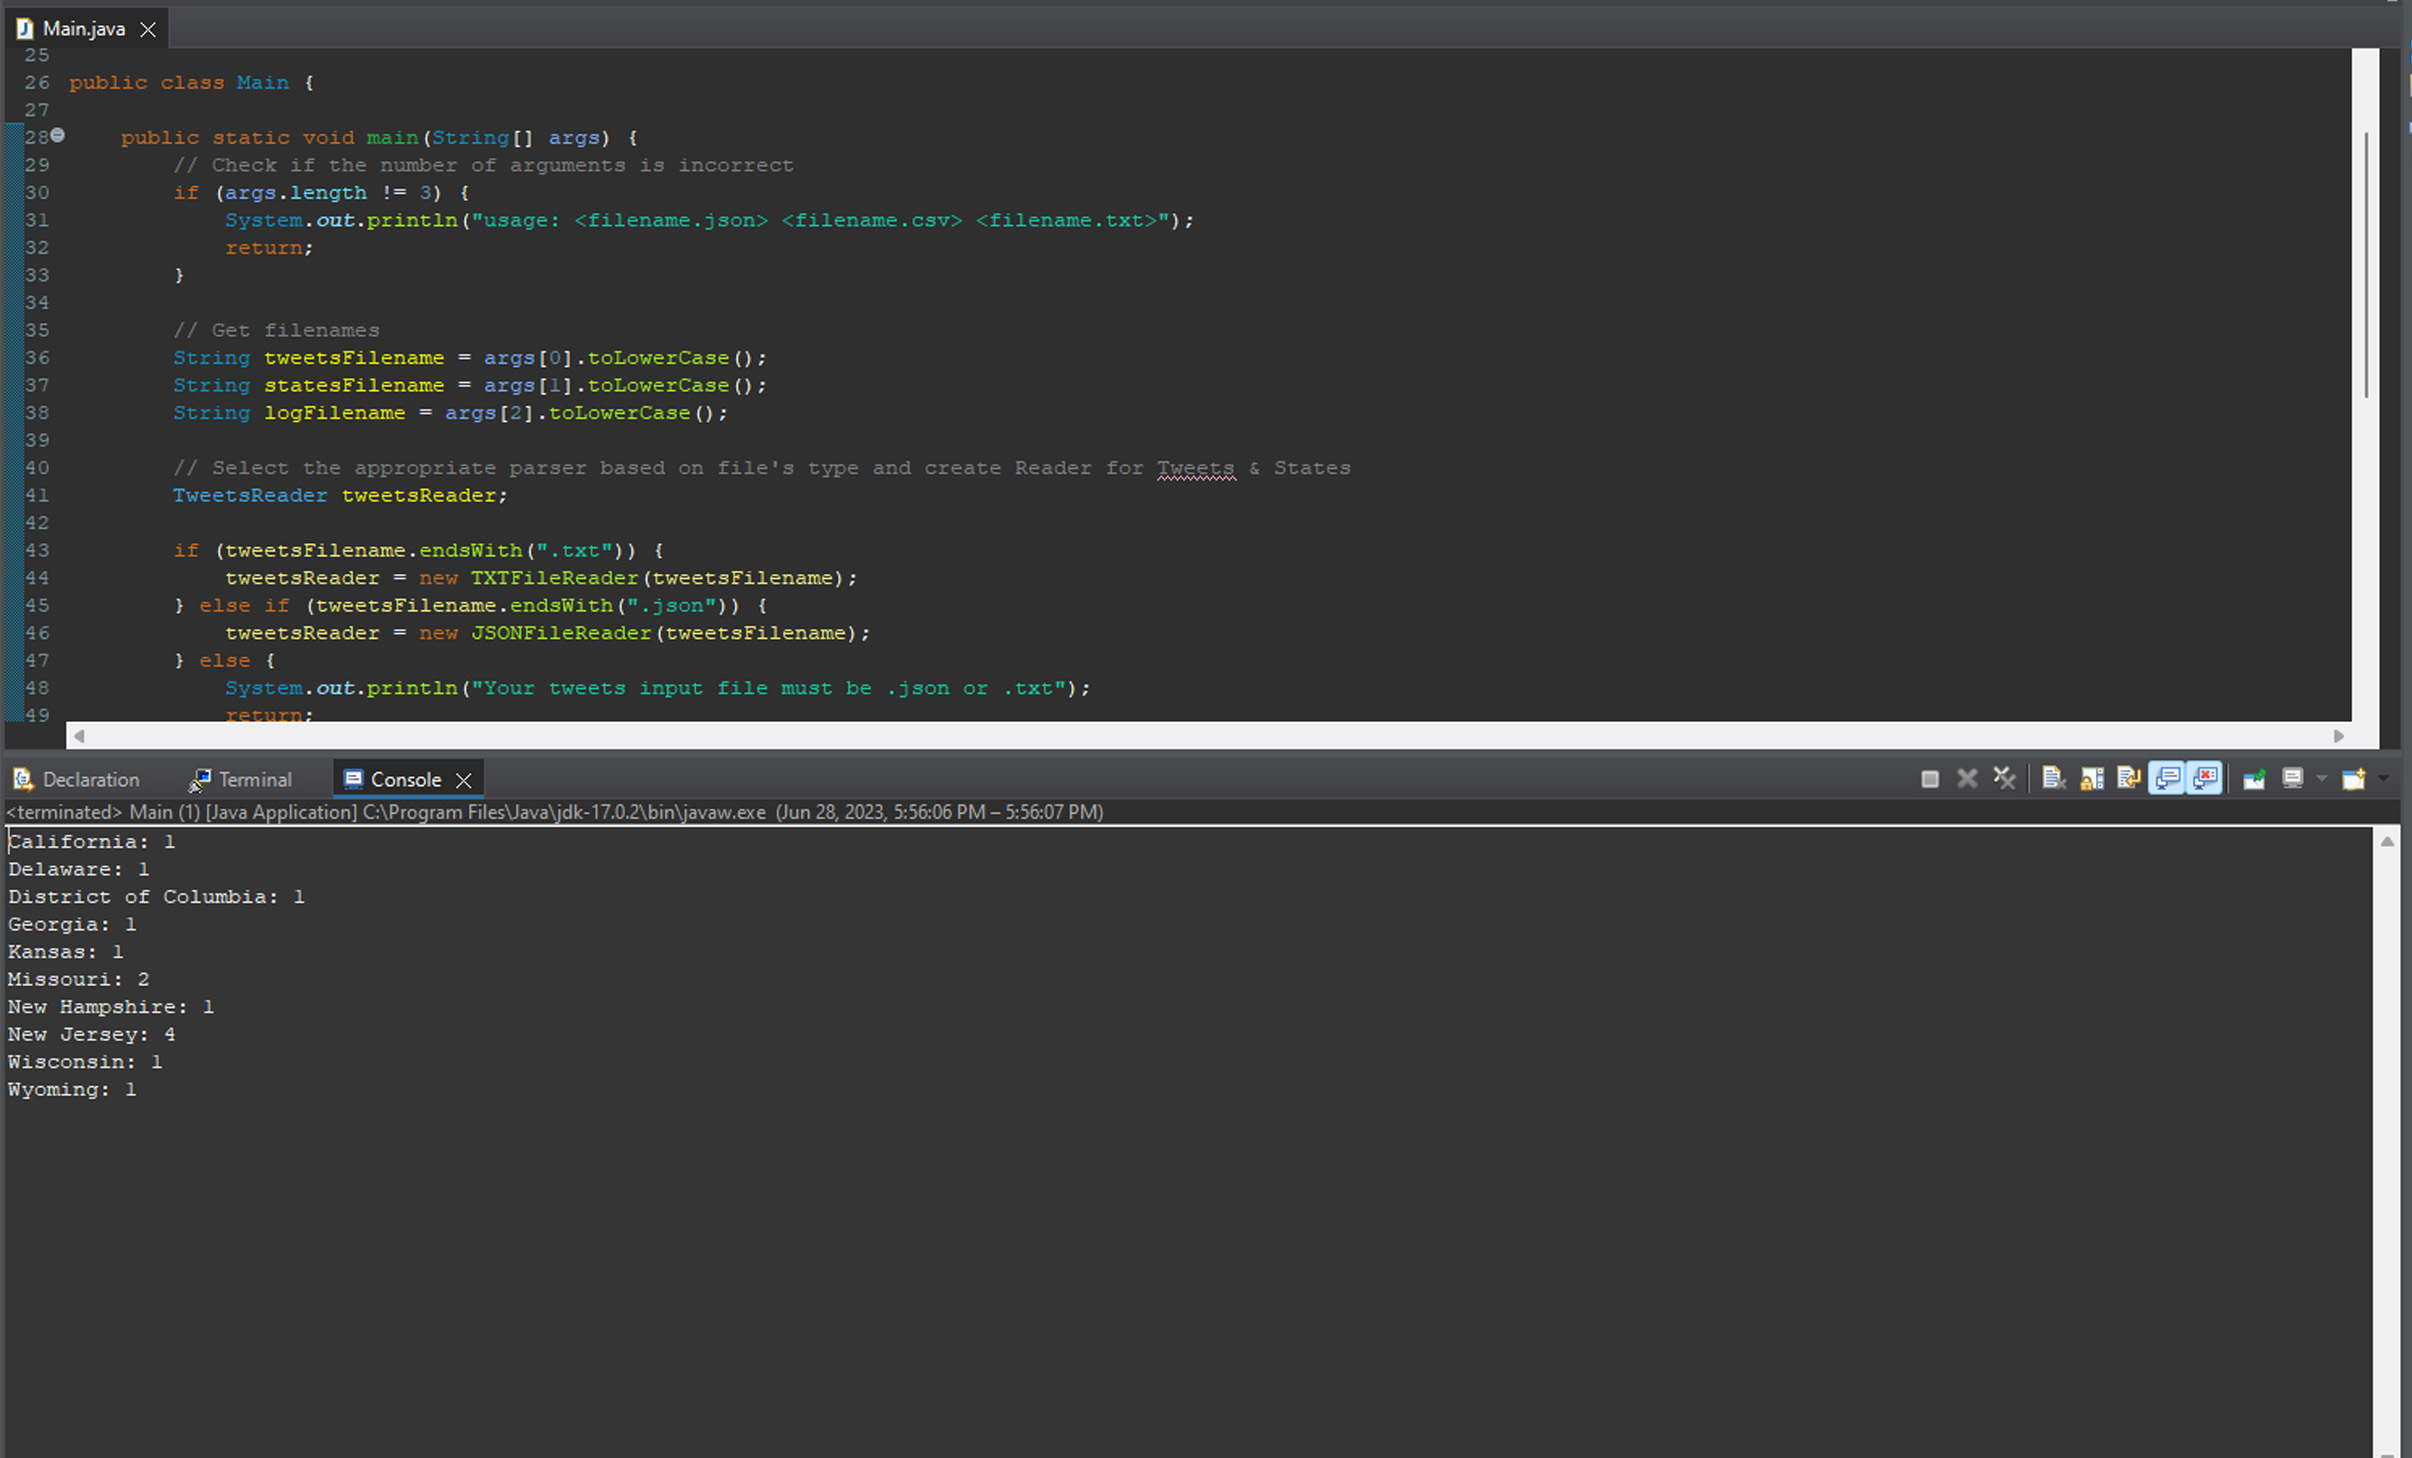 Main.java
25
26 public class Main {
27
28     public static void main(String[] args) {
29         // Check if the number of arguments is incorrect
30         if (args.length != 3) {
31             System.out.println("usage: <filename.json> <filename.csv> <filename.txt>");
32             return;
33         }
34
35         // Get filenames
36         String tweetsFilename = args[0].toLowerCase();
37         String statesFilename = args[1].toLowerCase();
38         String logFilename = args[2].toLowerCase();
39
40         // Select the appropriate parser based on file's type and create Reader for Tweets & States
41         TweetsReader tweetsReader;
42
43         if (tweetsFilename.endsWith(".txt")) {
44             tweetsReader = new TXTFileReader(tweetsFilename);
45         } else if (tweetsFilename.endsWith(".json")) {
46             tweetsReader = new JSONFileReader(tweetsFilename);
47         } else {
48             System.out.println("Your tweets input file must be .json or .txt");
49             return;
Declaration Terminal Console
<terminated> Main (1) [Java Application] C:\Program Files\Java\jdk-17.0.2\bin\javaw.exe (Jun 28, 2023, 5:56:06 PM – 5:56:07 PM)
California: 1
Delaware: 1
District of Columbia: 1
Georgia: 1
Kansas: 1
Missouri: 2
New Hampshire: 1
New Jersey: 4
Wisconsin: 1
Wyoming: 1